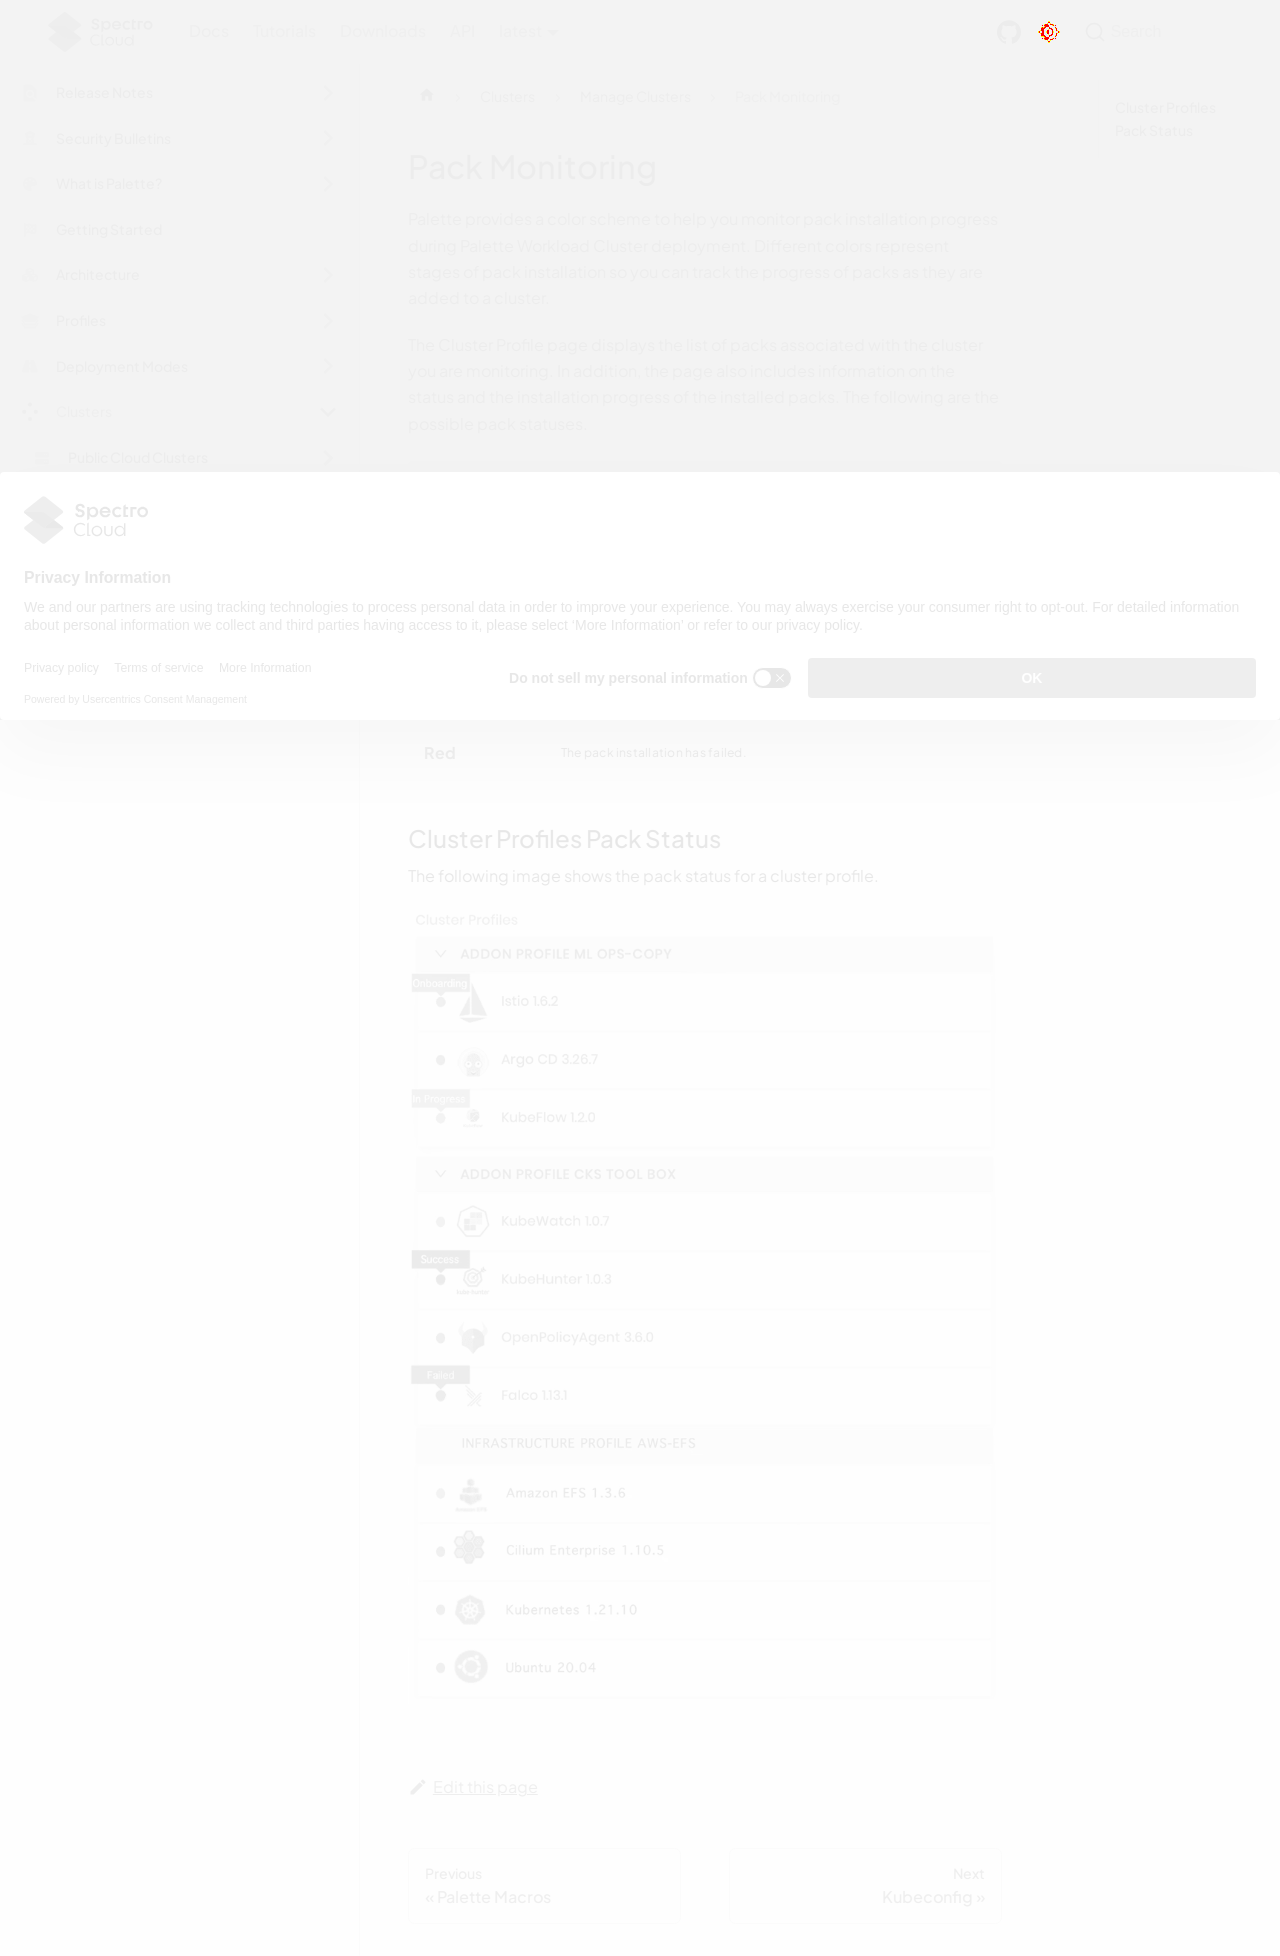 Spectro
Cloud
Docs Tutorials Downloads API latest
Search
Release Notes
Security Bulletins
What is Palette?
Getting Started
Architecture
Profiles
Deployment Modes
Clusters
Public Cloud Clusters
Clusters
Manage Clusters
Pack Monitoring
Cluster Profiles
Pack Status
Pack Monitoring
Palette provides a color scheme to help you monitor pack installation progress
during Palette Workload Cluster deployment. Different colors represent
stages of pack installation so you can track the progress of packs as they are
added to a cluster.
The Cluster Profile page displays the list of packs associated with the cluster
you are monitoring. In addition, the page also includes information on the
status and the installation progress of the installed packs. The following are the
possible pack statuses.
Spectro
Cloud
Privacy Information
We and our partners are using tracking technologies to process personal data in order to improve your experience. You may always exercise your consumer right to opt-out. For detailed information
about personal information we collect and third parties having access to it, please select 'More Information' or refer to our privacy policy.
Privacy policy Terms of service More Information
Powered by Usercentrics Consent Management
Do not sell my personal information
OK
Red The pack installation has failed.
Cluster Profiles Pack Status
The following image shows the pack status for a cluster profile.
Cluster Profiles
ADDON PROFILE ML OPS-COPY
Onboarding
Istio 1.6.2
Argo CD 3.26.7
In Progress
KubeFlow 1.2.0
ADDON PROFILE CKS TOOL BOX
KubeWatch 1.0.7
Success
KubeHunter 1.0.3
OpenPolicyAgent 3.6.0
Failed
Falco 1.13.1
INFRASTRUCTURE PROFILE AWS-EFS
Amazon EFS 1.3.6
Cilium Enterprise 1.10.5
Kubernetes 1.21.10
Ubuntu 20.04
Edit this page
Previous
« Palette Macros
Next
Kubeconfig »